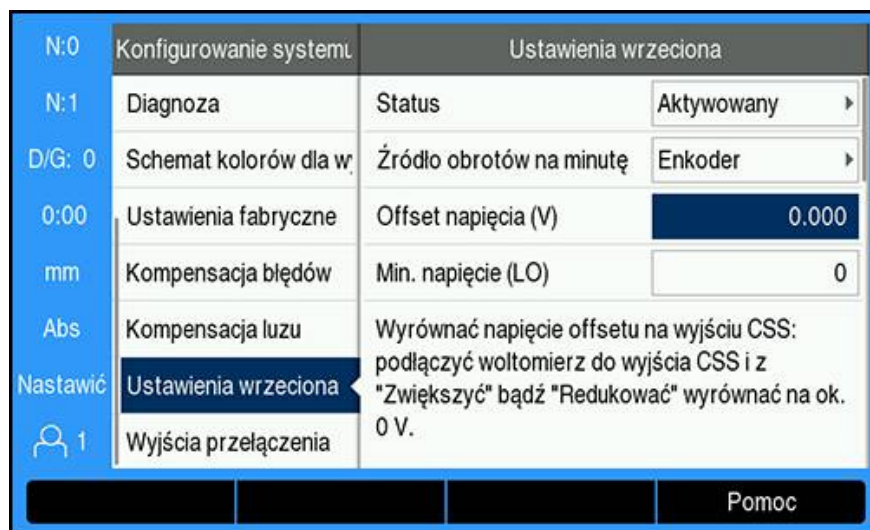 N:0
N:1
D/G: 0
0:00
mm
Abs
Nastawić
1
Konfigurowanie systemu
Diagnoza
Schemat kolorów dla wy
Ustawienia fabryczne
Kompensacja błędów
Kompensacja luzu
Ustawienia wrzeciona
Wyjścia przełączenia
Ustawienia wrzeciona
Status Aktywowany
Źródło obrotów na minutę Enkoder
Offset napięcia (V) 0.000
Min. napięcie (LO) 0
Wyrównać napięcie offsetu na wyjściu CSS:
podłączyć woltomierz do wyjścia CSS i z
"Zwiększyć" bądź "Redukować" wyrównać na ok.
0 V.
Pomoc